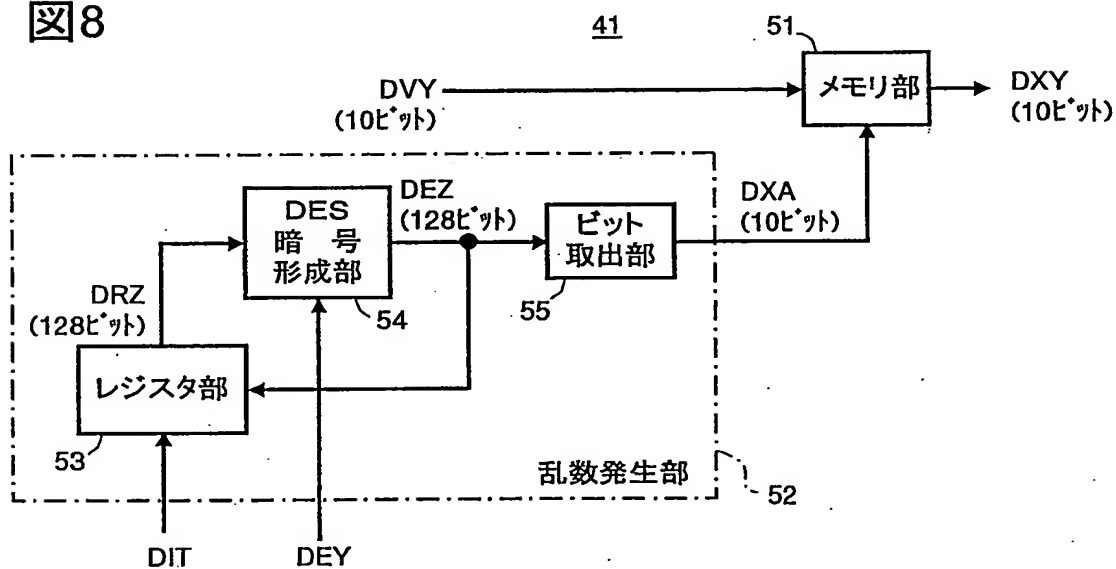 図8
41
51
メモリ部
DVY
(10ビット)
DXY
(10ビット)
DES
暗 号
形成部
54
DEZ
(128ビット)
ビット
取出部
55
DXA
(10ビット)
DRZ
(128ビット)
レジスタ部
53
乱数発生部
52
DIT
DEY